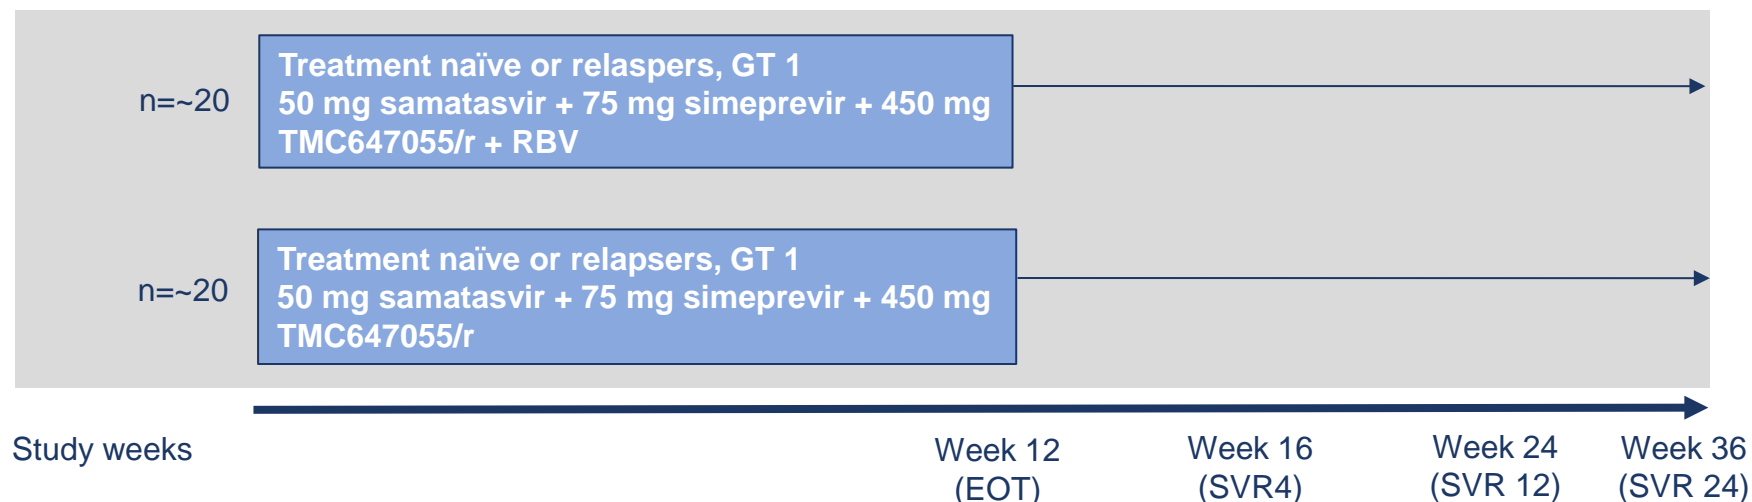 n=~20
Treatment naïve or relaspers, GT 1
50 mg samatasvir + 75 mg simeprevir + 450 mg
TMC647055/r + RBV
n=~20
Treatment naïve or relapsers, GT 1
50 mg samatasvir + 75 mg simeprevir + 450 mg
TMC647055/r
Study weeks
Week 12
(EOT)
Week 16
(SVR4)
Week 24
(SVR 12)
Week 36
(SVR 24)